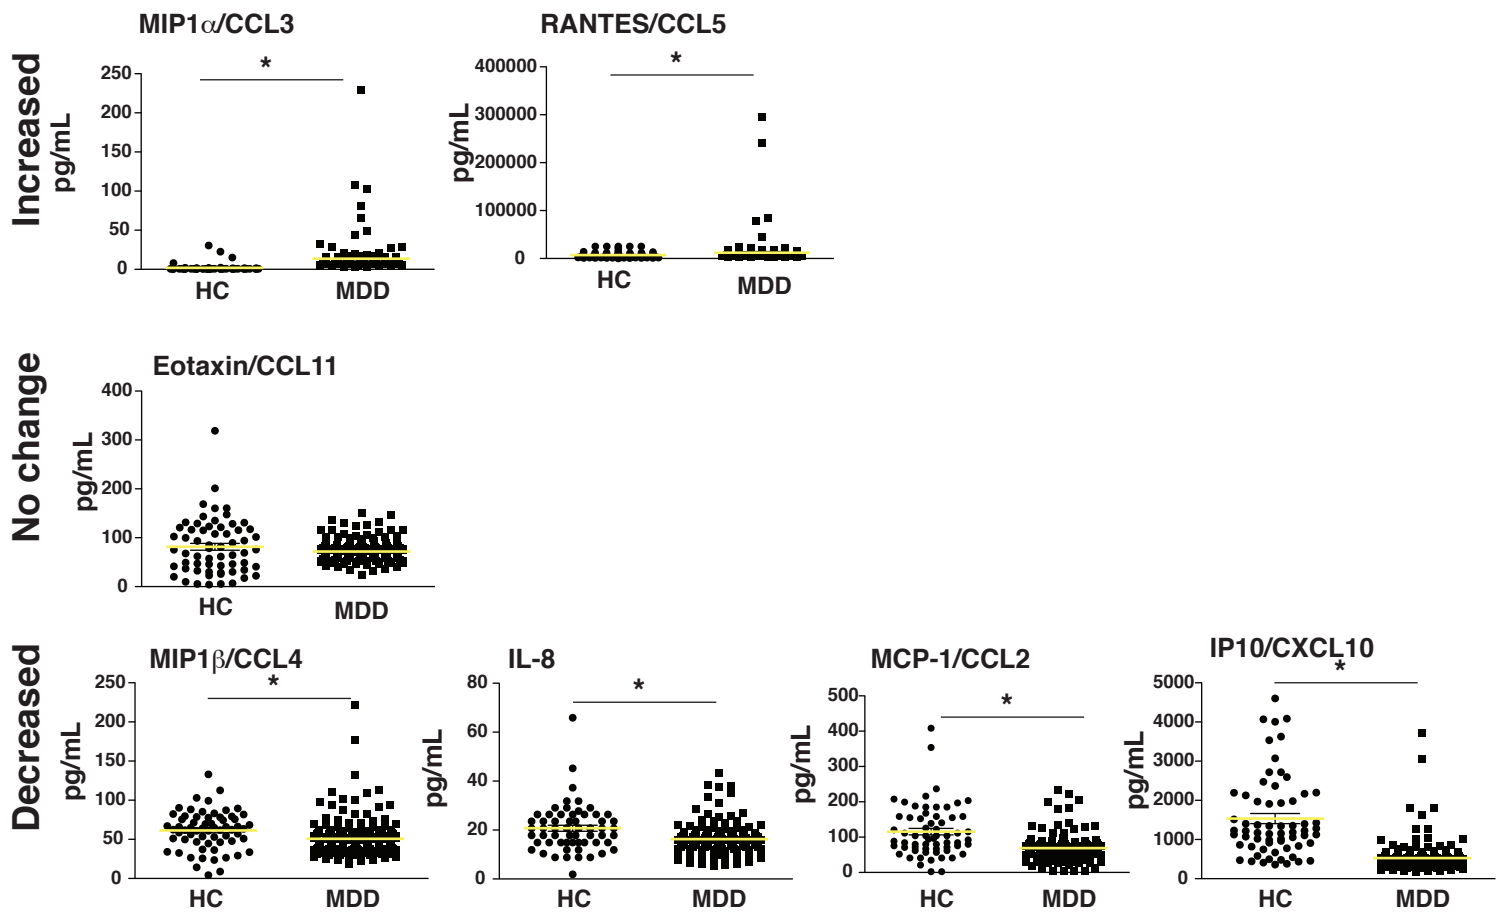 Increased
MIP1α/CCL3
*
pg/mL
250
200
150
100
50
0
HC
MDD
RANTES/CCL5
*
pg/mL
400000
300000
200000
100000
0
HC
MDD
No change
Eotaxin/CCL11
pg/mL
400
300
200
100
0
HC
MDD
Decreased
MIP1β/CCL4
*
pg/mL
250
200
150
100
50
0
HC
MDD
IL-8
*
pg/mL
80
60
40
20
0
HC
MDD
MCP-1/CCL2
*
pg/mL
500
400
300
200
100
0
HC
MDD
IP10/CXCL10
*
pg/mL
5000
4000
3000
2000
1000
0
HC
MDD